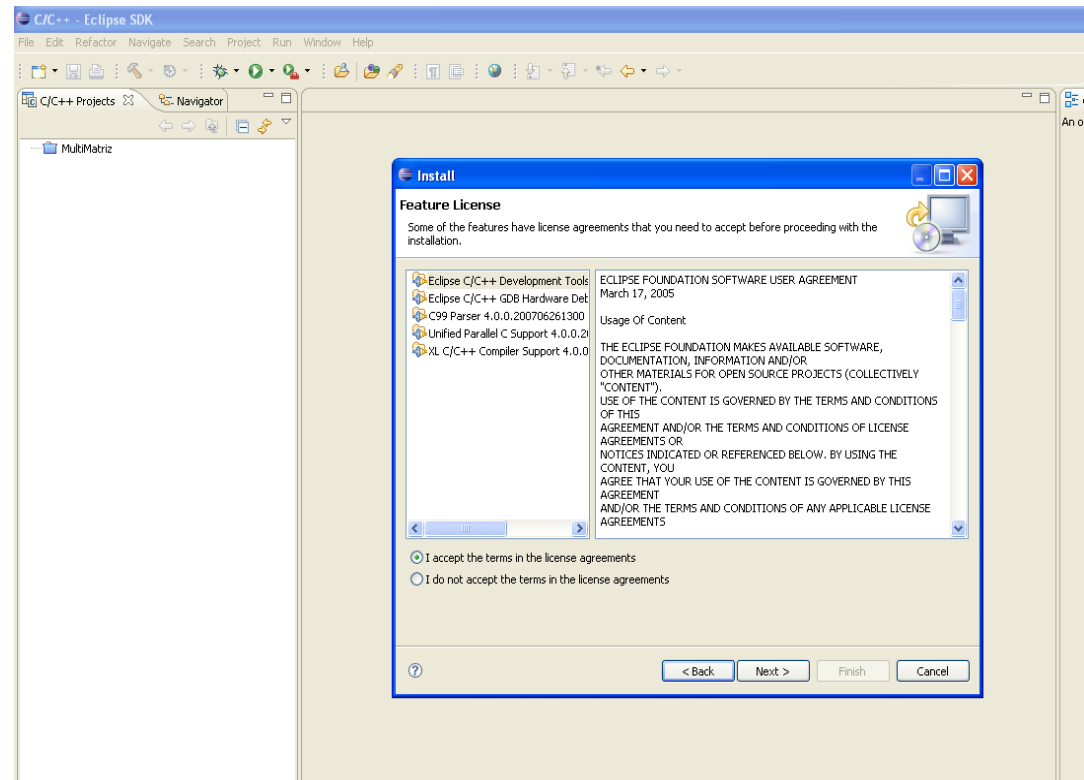 C/C++ - Eclipse SDK
File Edit Refactor Navigate Search Project Run Window Help
C/C++ Projects Navigator
An o
MultiMatriz
Install
Feature License
Some of the features have license agreements that you need to accept before proceeding with the
installation.
Eclipse C/C++ Development Tools
Eclipse C/C++ GDB Hardware Deb
C99 Parser 4.0.0.200706261300
Unified Parallel C Support 4.0.0.20
XL C/C++ Compiler Support 4.0.0
ECLIPSE FOUNDATION SOFTWARE USER AGREEMENT
March 17, 2005
Usage Of Content
THE ECLIPSE FOUNDATION MAKES AVAILABLE SOFTWARE,
DOCUMENTATION, INFORMATION AND/OR
OTHER MATERIALS FOR OPEN SOURCE PROJECTS (COLLECTIVELY
"CONTENT").
USE OF THE CONTENT IS GOVERNED BY THE TERMS AND CONDITIONS
OF THIS
AGREEMENT AND/OR THE TERMS AND CONDITIONS OF LICENSE
AGREEMENTS OR
NOTICES INDICATED OR REFERENCED BELOW. BY USING THE
CONTENT, YOU
AGREE THAT YOUR USE OF THE CONTENT IS GOVERNED BY THIS
AGREEMENT
AND/OR THE TERMS AND CONDITIONS OF ANY APPLICABLE LICENSE
AGREEMENTS
I accept the terms in the license agreements
I do not accept the terms in the license agreements
< Back Next > Finish Cancel